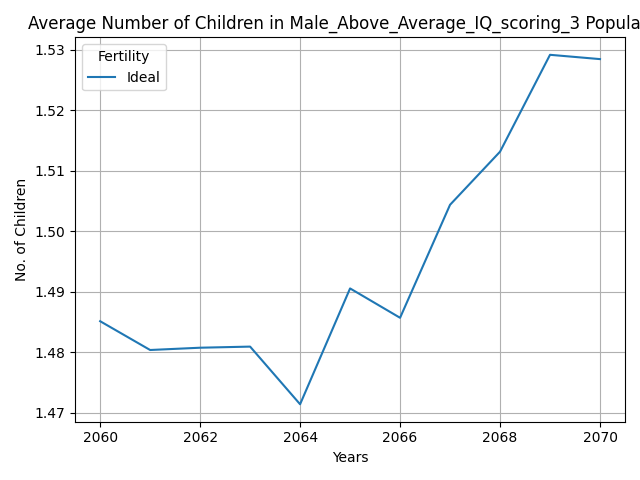 Average Number of Children in Male_Above_Average_IQ_scoring_3 Popula
Fertility
Ideal
1.53
1.52
1.51
1.50
1.49
1.48
1.47
No. of Children
2060 2062 2064 2066 2068 2070
Years